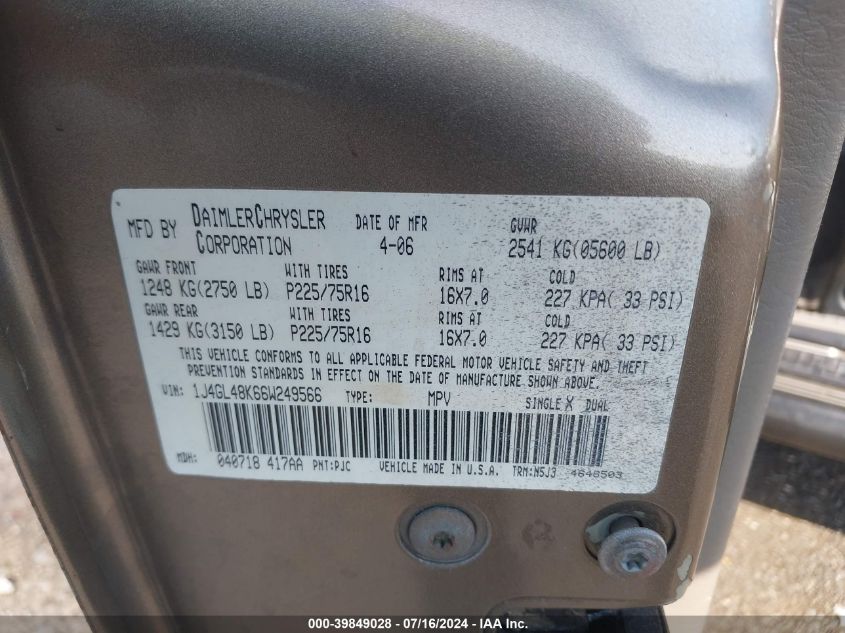 MFD BY DAIMLERCHRYSLER CORPORATION DATE OF MFR 4-06 GVWR 2541 KG(05600 LB)
GAWR FRONT WITH TIRES RIMS AT COLD
1248 KG(2750 LB) P225/75R16 16X7.0 227 KPA( 33 PSI)
GAWR REAR WITH TIRES RIMS AT COLD
1429 KG(3150 LB) P225/75R16 16X7.0 227 KPA( 33 PSI)
THIS VEHICLE CONFORMS TO ALL APPLICABLE FEDERAL MOTOR VEHICLE SAFETY AND THEFT
PREVENTION STANDARDS IN EFFECT ON THE DATE OF MANUFACTURE SHOWN ABOVE.
VIN: 1J4GL48K66W249566 TYPE: MPV SINGLE X DUAL
MDH: 040718 417AA PNT:PJC VEHICLE MADE IN U.S.A. TRM:N5J3 4648503
000-39849028 - 07/16/2024 - IAA Inc.